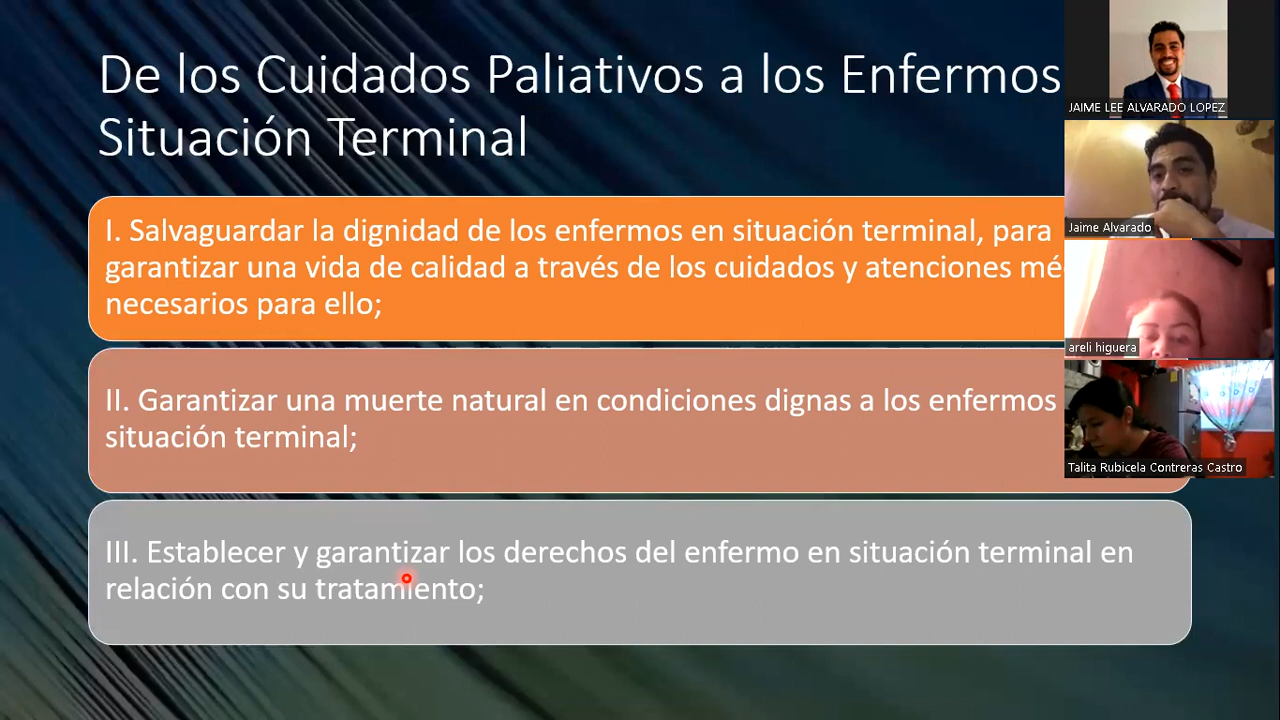 De los Cuidados Paliativos a los Enfermos
Situación Terminal
I. Salvaguardar la dignidad de los enfermos en situación terminal, para
garantizar una vida de calidad a través de los cuidados y atenciones mé
necesarios para ello;
II. Garantizar una muerte natural en condiciones dignas a los enfermos
situación terminal;
III. Establecer y garantizar los derechos del enfermo en situación terminal en
relación con su tratamiento;
JAIME LEE ALVARADO LOPEZ
Jaime Alvarado
areli higuera
Talita Rubicela Contreras Castro